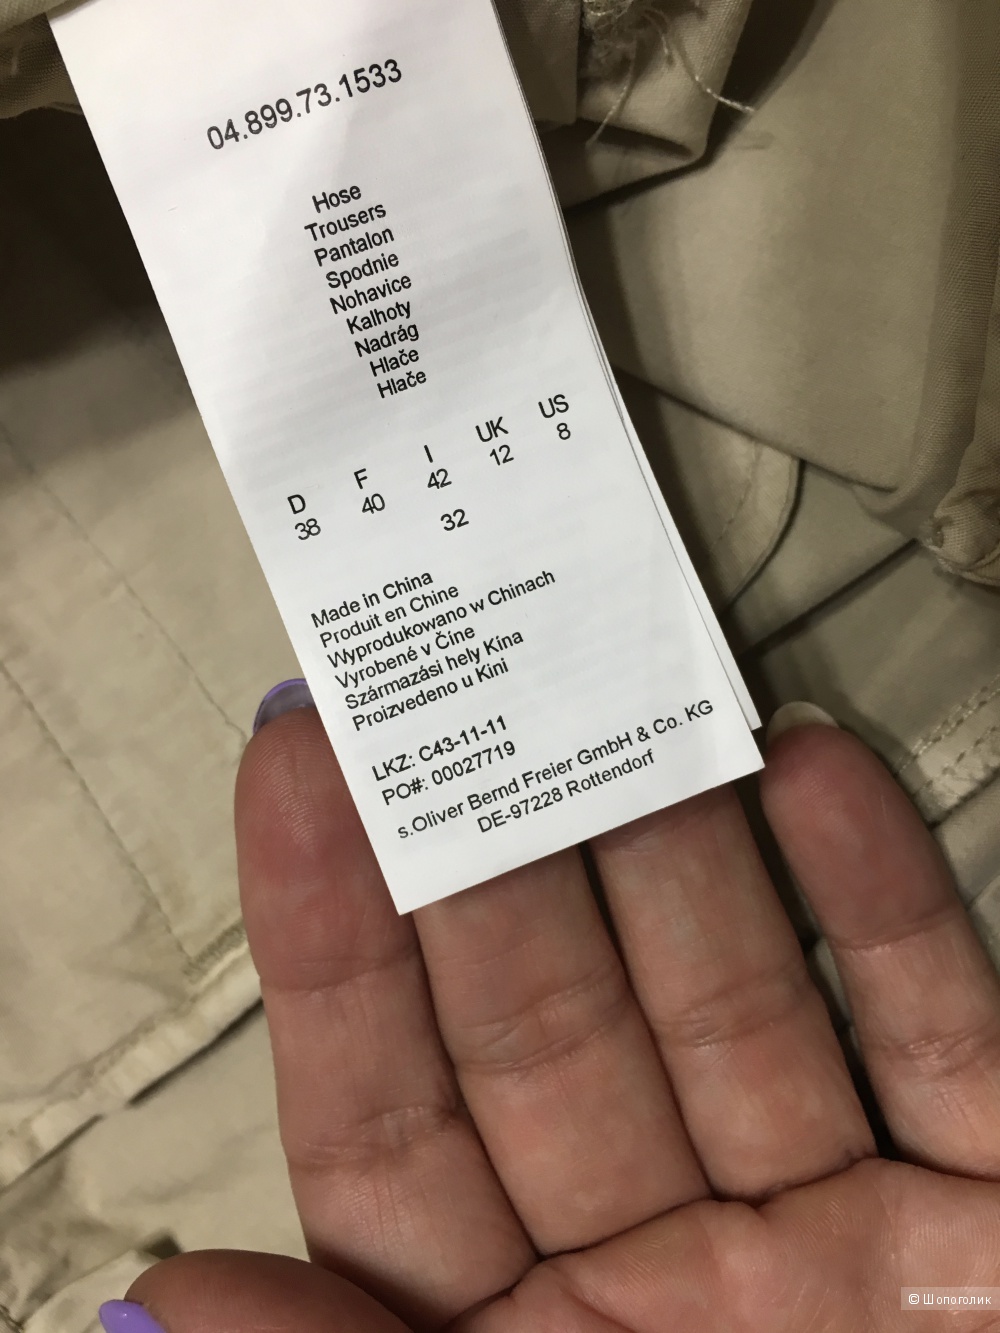 04.899.73.1533
Hose
Trousers
Pantalon
Spodnie
Nohavice
Kalhoty
Nadrág
Hlače
Hlače
D F I UK US
38 40 42 12 8
32
Made in China
Produit en Chine
Wyprodukowano w Chinach
Vyrobené v Čine
Származási hely Kína
Proizvedeno u Kini
LKZ: C43-11-11
PO#: 00027719
s.Oliver Bernd Freier GmbH & Co. KG
DE-97228 Rottendorf
© Шопоголик